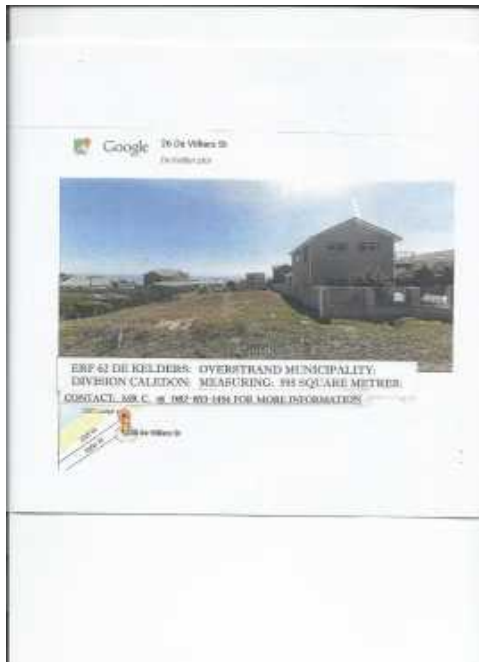 Google 26 De Villiers St
ERF 62 DE KELDERS: OVERSTRAND MUNICIPALITY:
DIVISION CALEDON: MEASURING: 595 SQUARE METRES:
CONTACT: MR C. @ FOR MORE INFORMATION
De Villiers St